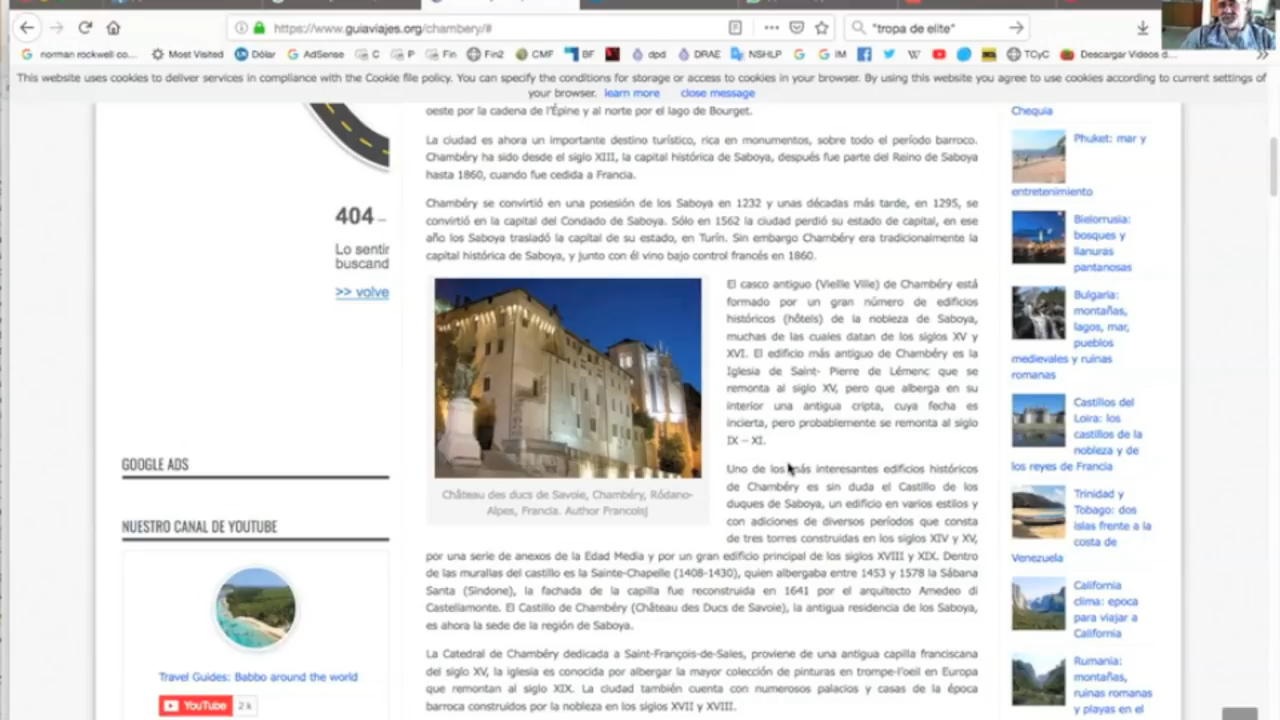 https://www.guiaviajes.org/chambery/#
"tropa de elite"
norman rockwell co...
Most Visited
Dólar
AdSense
C
P
Fin
Fin2
CMF
BF
dpd
DRAE
NSHLP
G
IM
TCyC
Descargar Videos d...
This website uses cookies to deliver services in compliance with the Cookie file policy. You can specify the conditions for storage or access to cookies in your browser. By using this website you agree to use cookies according to current settings of
your browser. learn more close message
oeste por la cadena de l'Épine y al norte por el lago de Bourget.
La ciudad es ahora un importante destino turístico, rica en monumentos, sobre todo el período barroco.
Chambéry ha sido desde el siglo XIII, la capital histórica de Saboya, después fue parte del Reino de Saboya
hasta 1860, cuando fue cedida a Francia.
Chambéry se convirtió en una posesión de los Saboya en 1232 y unas décadas más tarde, en 1295, se
convirtió en la capital del Condado de Saboya. Sólo en 1562 la ciudad perdió su estado de capital, en ese
año los Saboya trasladó la capital de su estado, en Turín. Sin embargo Chambéry era tradicionalmente la
capital histórica de Saboya, y junto con él vino bajo control francés en 1860.
El casco antiguo (Vieille Ville) de Chambéry está
formado por un gran número de edificios
históricos (hôtels) de la nobleza de Saboya,
muchas de las cuales datan de los siglos XV y
XVI. El edificio más antiguo de Chambéry es la
Iglesia de Saint- Pierre de Lémenc que se
remonta al siglo XV, pero que alberga en su
interior una antigua cripta, cuya fecha es
incierta, pero probablemente se remonta al siglo
IX – XI.
Château des ducs de Savoie, Chambéry, Ródano-
Alpes, Francia. Author Francoisj
Uno de los más interesantes edificios históricos
de Chambéry es sin duda el Castillo de los
duques de Saboya, un edificio en varios estilos y
con adiciones de diversos períodos que consta
de tres torres construidas en los siglos XIV y XV,
por una serie de anexos de la Edad Media y por un gran edificio principal de los siglos XVIII y XIX. Dentro
de las murallas del castillo es la Sainte-Chapelle (1408-1430), quien albergaba entre 1453 y 1578 la Sábana
Santa (Sindone), la fachada de la capilla fue reconstruida en 1641 por el arquitecto Amedeo di
Castellamonte. El Castillo de Chambéry (Château des Ducs de Savoie), la antigua residencia de los Saboya,
es ahora la sede de la región de Saboya.
La Catedral de Chambéry dedicada a Saint-François-de-Sales, proviene de una antigua capilla franciscana
del siglo XV, la iglesia es conocida por albergar la mayor colección de pinturas en trompe-l'oeil en Europa
que remontan al siglo XIX. La ciudad también cuenta con numerosos palacios y casas de la época
barroca construidos por la nobleza en los siglos XVII y XVIII.
404 –
Lo sentir
buscand
>> volve
GOOGLE ADS
NUESTRO CANAL DE YOUTUBE
Travel Guides: Babbo around the world
YouTube 2 k
Chequia
Phuket: mar y
entretenimiento
Bielorrusia:
bosques y
llanuras
pantanosas
Bulgaria:
montañas,
lagos, mar,
pueblos
medievales y ruinas
romanas
Castillos del
Loira: los
castillos de la
nobleza y de
los reyes de Francia
Trinidad y
Tobago: dos
islas frente a la
costa de
Venezuela
California
clima: epoca
para viajar a
California
Rumania:
montañas,
ruinas romanas
y playas en el